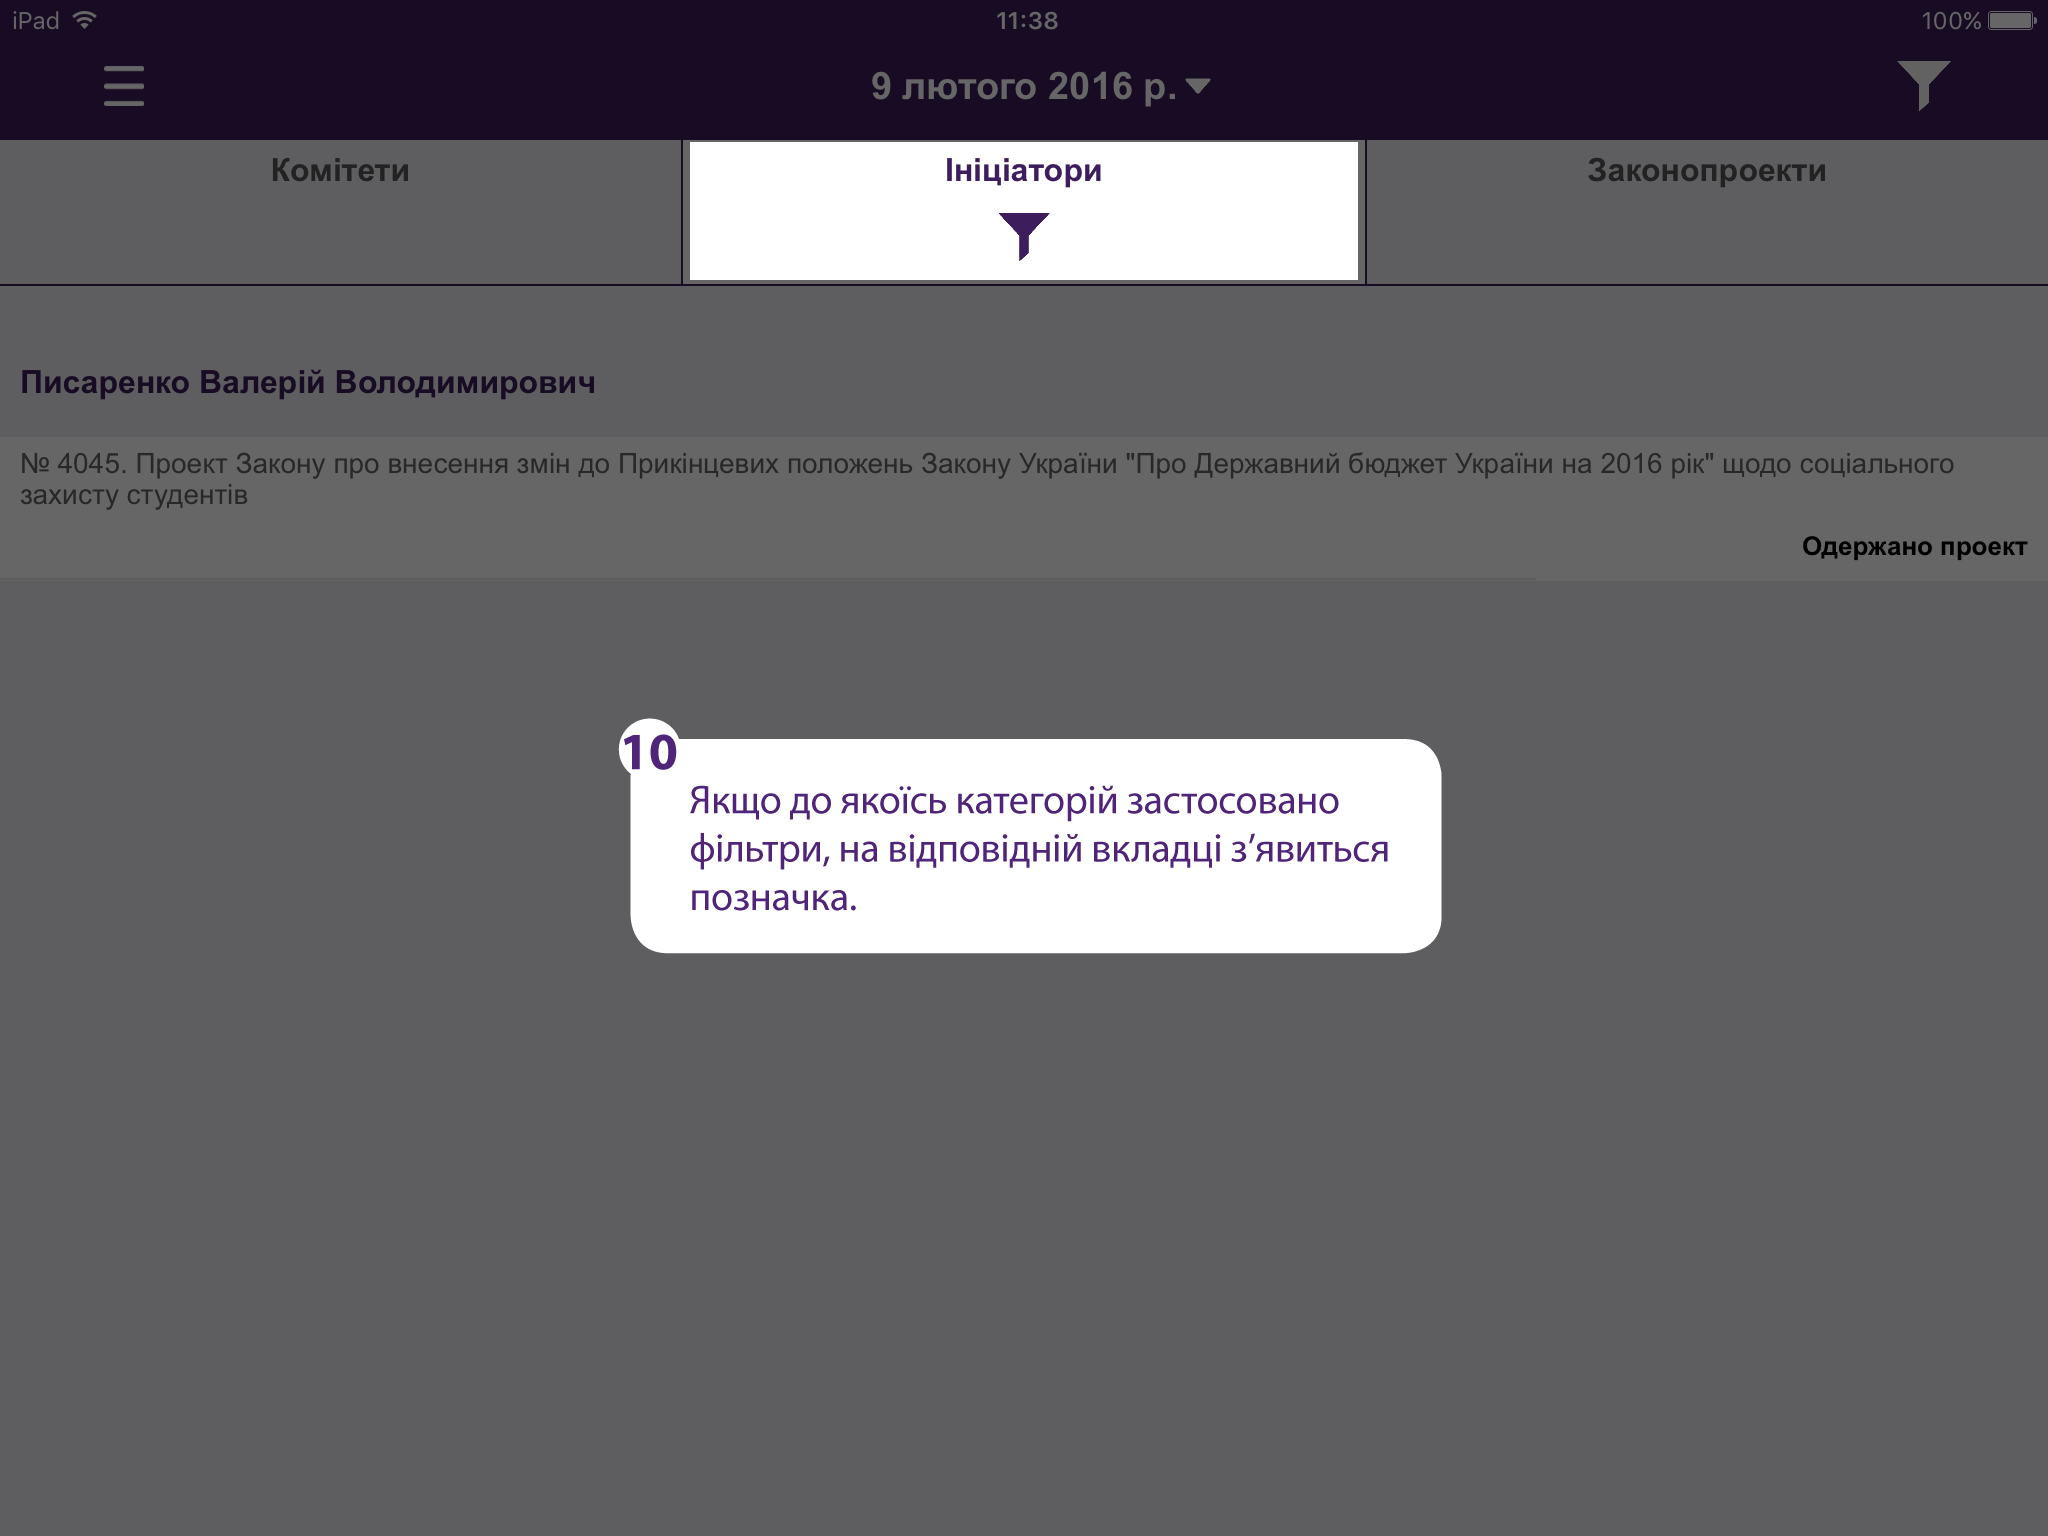 iPad 11:38 100%
9 лютого 2016 р.
Комітети Ініціатори Законопроекти
Писаренко Валерій Володимирович
№ 4045. Проект Закону про внесення змін до Прикінцевих положень Закону України "Про Державний бюджет України на 2016 рік" щодо соціального
захисту студентів
Одержано проект
10
Якщо до якоїсь категорій застосовано
фільтри, на відповідній вкладці з’явиться
позначка.